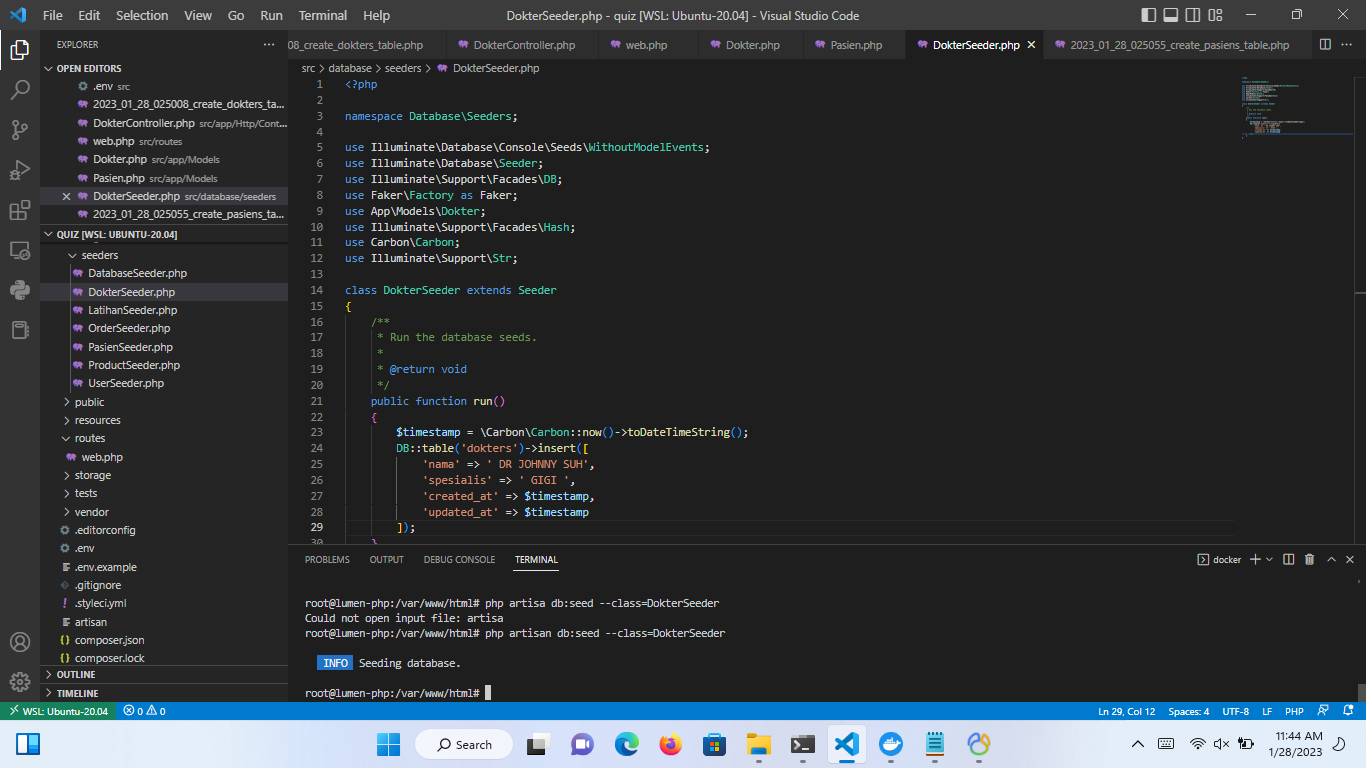 File Edit Selection View Go Run Terminal Help
DokterSeeder.php - quiz [WSL: Ubuntu-20.04] - Visual Studio Code
EXPLORER
OPEN EDITORS
.env src
2023_01_28_025008_create_dokters_ta...
DokterController.php src/app/Http/Cont...
web.php src/routes
Dokter.php src/app/Models
Pasien.php src/app/Models
DokterSeeder.php src/database/seeders
2023_01_28_025055_create_pasiens_ta...
QUIZ [WSL: UBUNTU-20.04]
seeders
DatabaseSeeder.php
DokterSeeder.php
LatihanSeeder.php
OrderSeeder.php
PasienSeeder.php
ProductSeeder.php
UserSeeder.php
public
resources
routes
web.php
storage
tests
vendor
.editorconfig
.env
.env.example
.gitignore
.styleci.yml
artisan
composer.json
composer.lock
OUTLINE
TIMELINE
08_create_dokters_table.php DokterController.php web.php Dokter.php Pasien.php DokterSeeder.php 2023_01_28_025055_create_pasiens_table.php
src > database > seeders > DokterSeeder.php
1 <?php
2
3 namespace Database\Seeders;
4
5 use Illuminate\Database\Console\Seeds\WithoutModelEvents;
6 use Illuminate\Database\Seeder;
7 use Illuminate\Support\Facades\DB;
8 use Faker\Factory as Faker;
9 use App\Models\Dokter;
10 use Illuminate\Support\Facades\Hash;
11 use Carbon\Carbon;
12 use Illuminate\Support\Str;
13
14 class DokterSeeder extends Seeder
15 {
16 /**
17 * Run the database seeds.
18 *
19 * @return void
20 */
21 public function run()
22 {
23 $timestamp = \Carbon\Carbon::now()->toDateTimeString();
24 DB::table('dokters')->insert([
25 'nama' => ' DR JOHNNY SUH',
26 'spesialis' => ' GIGI ',
27 'created_at' => $timestamp,
28 'updated_at' => $timestamp
29 ]);
30 }
PROBLEMS OUTPUT DEBUG CONSOLE TERMINAL
docker
root@lumen-php:/var/www/html# php artisa db:seed --class=DokterSeeder
Could not open input file: artisa
root@lumen-php:/var/www/html# php artisan db:seed --class=DokterSeeder
INFO Seeding database.
root@lumen-php:/var/www/html#
WSL: Ubuntu-20.04 0 0
Ln 29, Col 12 Spaces: 4 UTF-8 LF PHP
Search
11:44 AM
1/28/2023